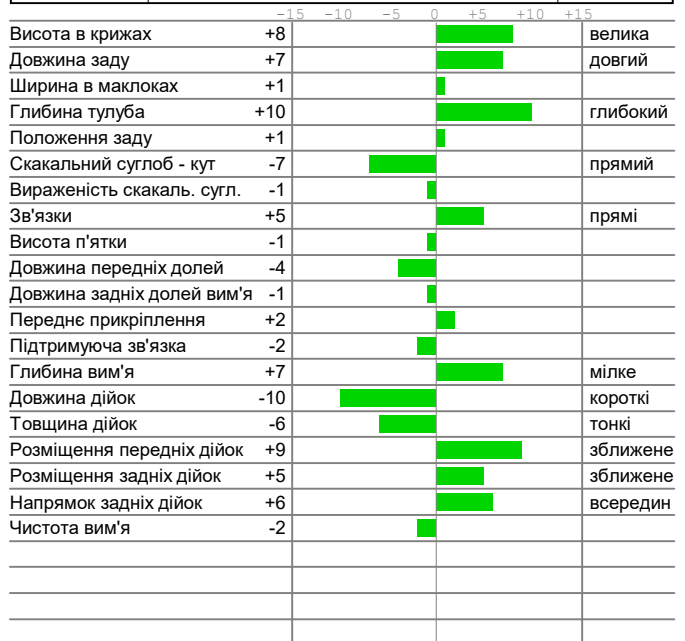 -15 -10 -5 0 +5 +10 +15
Висота в крижах +8 велика
Довжина заду +7 довгий
Ширина в маклоках +1
Глибина тулуба +10 глибокий
Положення заду +1
Скакальний суглоб - кут -7 прямий
Вираженість скакаль. сугл. -1
Зв'язки +5 прямі
Висота п'ятки -1
Довжина передніх долей -4
Довжина задніх долей вим'я -1
Переднє прикріплення +2
Підтримуюча зв'язка -2
Глибина вим'я +7 мілке
Довжина дійок -10 короткі
Товщина дійок -6 тонкі
Розміщення передніх дійок +9 зближене
Розміщення задніх дійок +5 зближене
Напрямок задніх дійок +6 всередин
Чистота вим'я -2